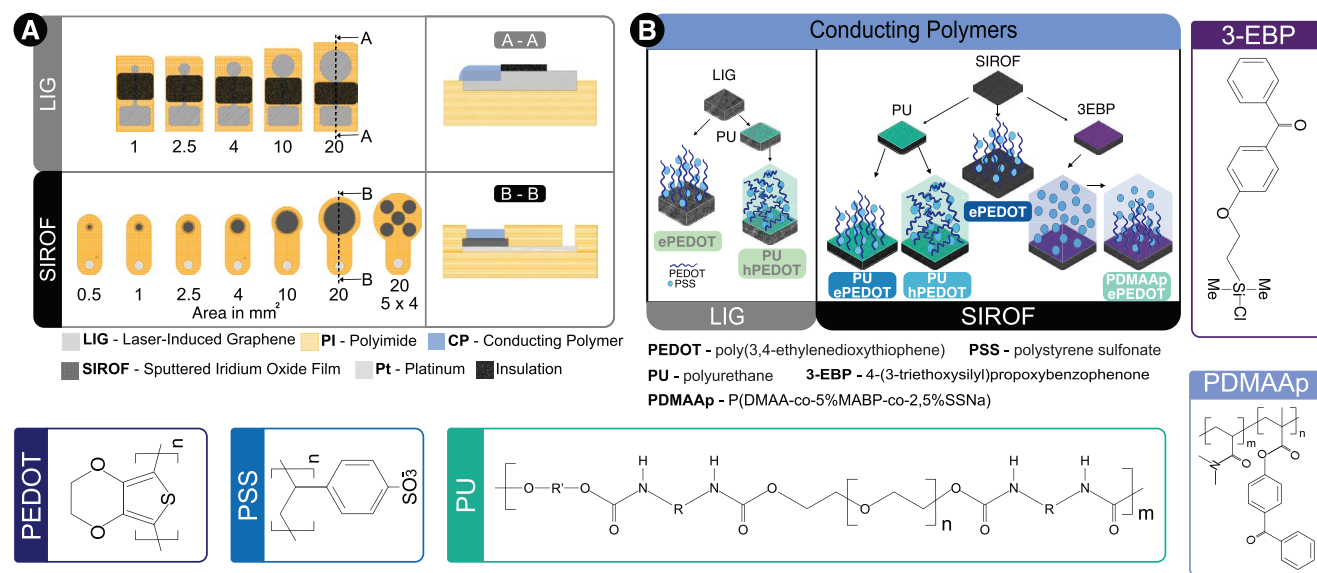 A
LIG
A
A
1 2.5 4 10 20
A - A
SIROF
B
B
0.5 1 2.5 4 10 20 20
5 x 4
Area in mm²
B - B
LIG - Laser-Induced Graphene PI - Polyimide CP - Conducting Polymer
SIROF - Sputtered Iridium Oxide Film Pt - Platinum Insulation
B
Conducting Polymers
LIG
PU
ePEDOT
PU
hPEDOT
PEDOT
PSS
SIROF
PU
3EBP
ePEDOT
PU
ePEDOT
PU
hPEDOT
PDMAAp
ePEDOT
LIG
SIROF
PEDOT - poly(3,4-ethylenedioxythiophene) PSS - polystyrene sulfonate
PU - polyurethane 3-EBP - 4-(3-triethoxysilyl)propoxybenzophenone
PDMAAp - P(DMAA-co-5%MABP-co-2,5%SSNa)
3-EBP
O
O
Me Si Me
Cl
PDMAAp
m n
N O O O
O
PEDOT
O
O
S
n
PSS
n
SO₃⁻
PU
H H H H
O R' O N N O O O N N
O R O n O R O m